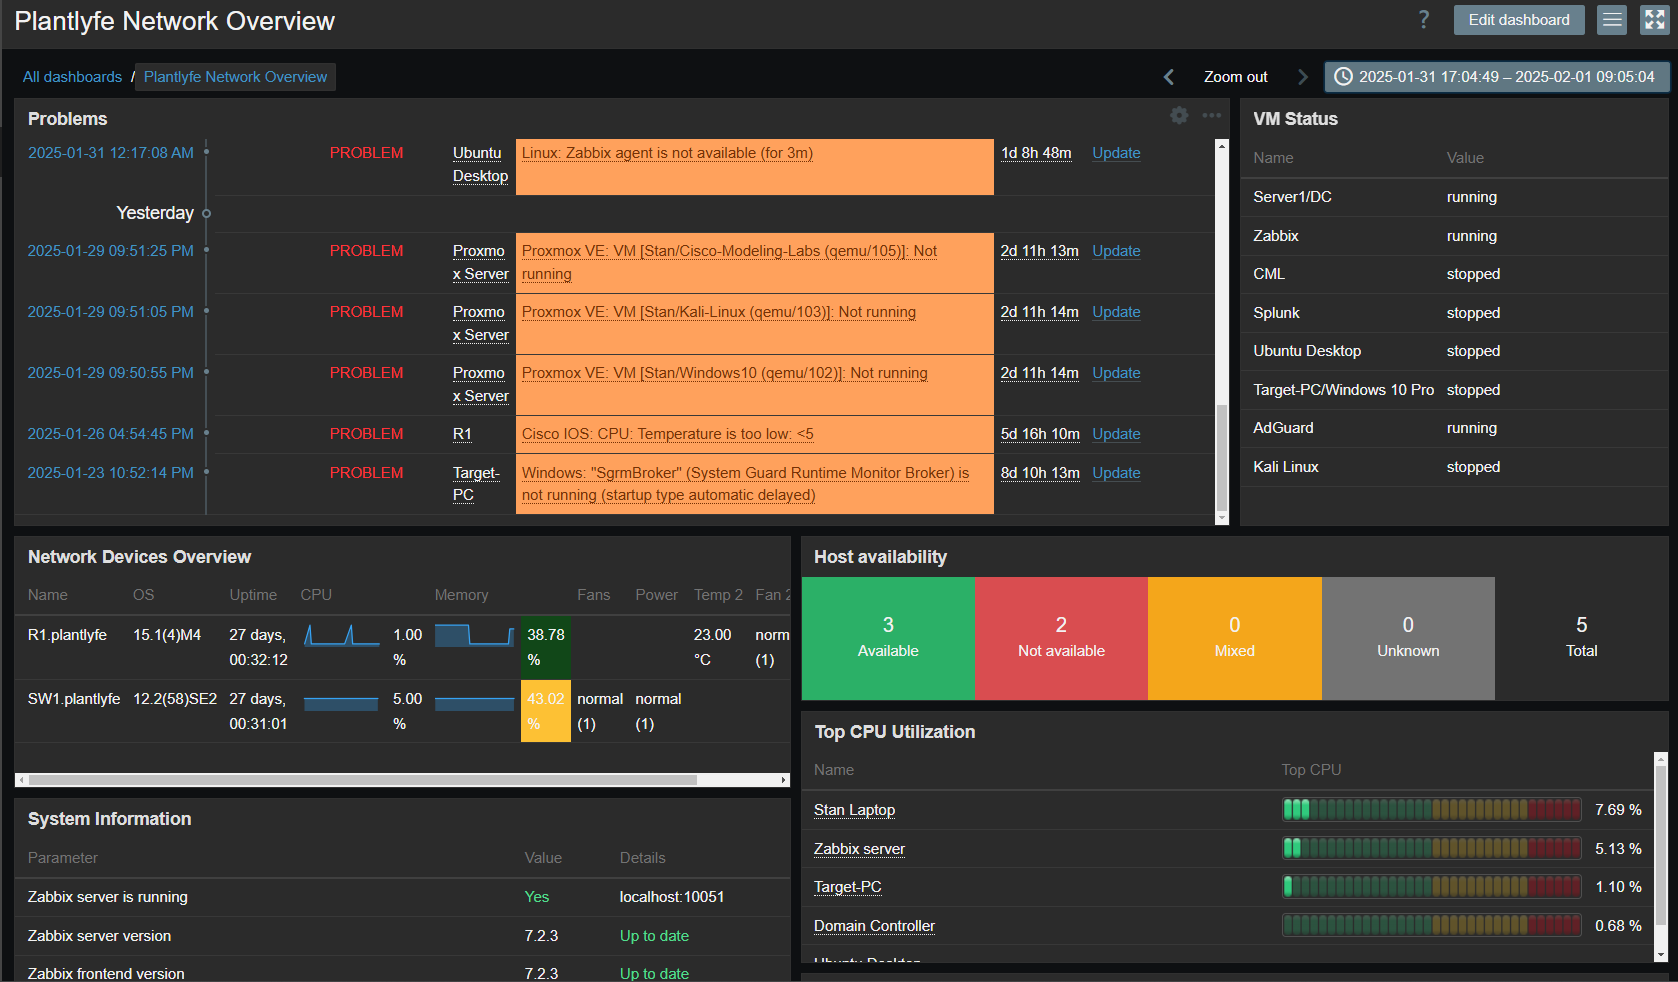 Plantlyfe Network Overview
? Edit dashboard
All dashboards / Plantlyfe Network Overview
Zoom out
2025-01-31 17:04:49 – 2025-02-01 09:05:04
Problems
2025-01-31 12:17:08 AM PROBLEM Ubuntu Linux: Zabbix agent is not available (for 3m) 1d 8h 48m Update
Desktop
Yesterday
2025-01-29 09:51:25 PM PROBLEM Proxmo Proxmox VE: VM [Stan/Cisco-Modeling-Labs (qemu/105)]: Not 2d 11h 13m Update
x Server running
2025-01-29 09:51:05 PM PROBLEM Proxmo Proxmox VE: VM [Stan/Kali-Linux (qemu/103)]: Not running 2d 11h 14m Update
x Server
2025-01-29 09:50:55 PM PROBLEM Proxmo Proxmox VE: VM [Stan/Windows10 (qemu/102)]: Not running 2d 11h 14m Update
x Server
2025-01-26 04:54:45 PM PROBLEM R1 Cisco IOS: CPU: Temperature is too low: <5 5d 16h 10m Update
2025-01-23 10:52:14 PM PROBLEM Target- Windows: "SgrmBroker" (System Guard Runtime Monitor Broker) is 8d 10h 13m Update
PC not running (startup type automatic delayed)
VM Status
Name Value
Server1/DC running
Zabbix running
CML stopped
Splunk stopped
Ubuntu Desktop stopped
Target-PC/Windows 10 Pro stopped
AdGuard running
Kali Linux stopped
Network Devices Overview
Name OS Uptime CPU Memory Fans Power Temp 2 Fan 2
R1.plantlyfe 15.1(4)M4 27 days, 1.00 38.78 23.00 norm
00:32:12 % % °C (1)
SW1.plantlyfe 12.2(58)SE2 27 days, 5.00 43.02 normal normal
00:31:01 % % (1) (1)
Host availability
3 2 0 0 5
Available Not available Mixed Unknown Total
System Information
Parameter Value Details
Zabbix server is running Yes localhost:10051
Zabbix server version 7.2.3 Up to date
Zabbix frontend version 7.2.3 Up to date
Top CPU Utilization
Name Top CPU
Stan Laptop 7.69 %
Zabbix server 5.13 %
Target-PC 1.10 %
Domain Controller 0.68 %
Ubuntu Desktop